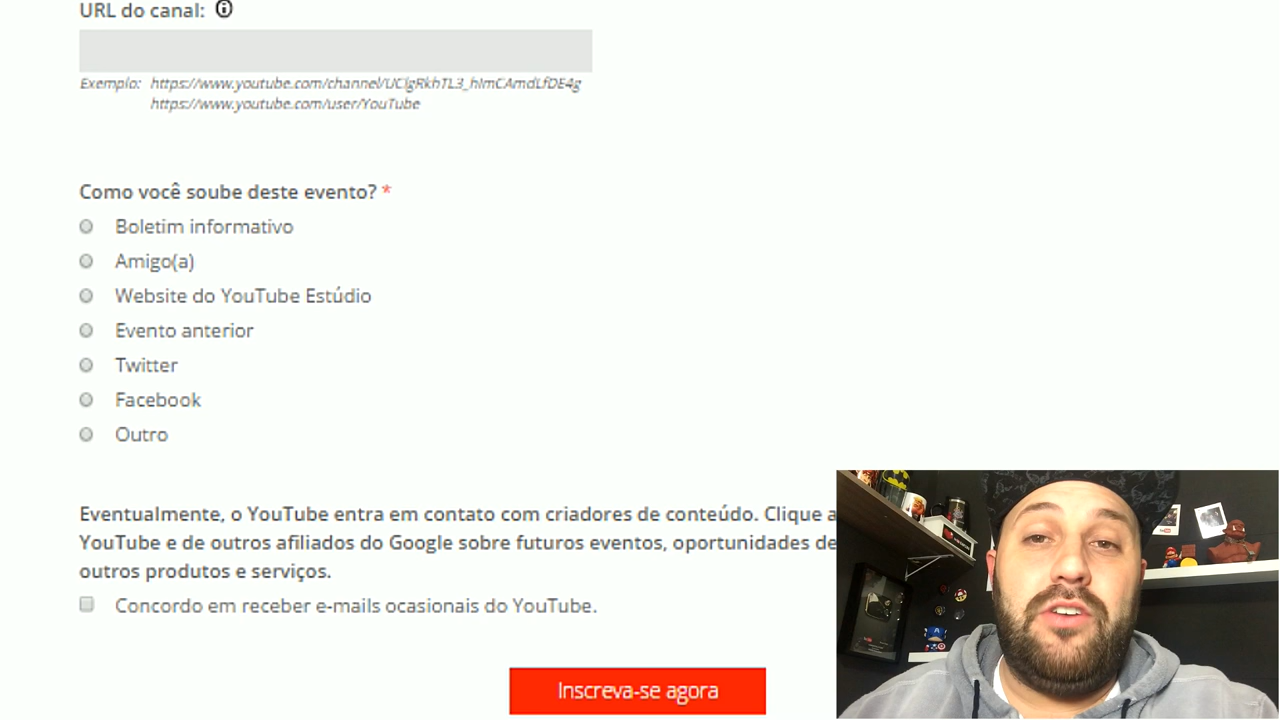 URL do canal:
Exemplo: https://www.youtube.com/channel/UClgRkhTL3_hImCAmdLfDE4g
https://www.youtube.com/user/YouTube
Como você soube deste evento? *
Boletim informativo
Amigo(a)
Website do YouTube Estúdio
Evento anterior
Twitter
Facebook
Outro
Eventualmente, o YouTube entra em contato com criadores de conteúdo. Clique a
YouTube e de outros afiliados do Google sobre futuros eventos, oportunidades de
outros produtos e serviços.
Concordo em receber e-mails ocasionais do YouTube.
Inscreva-se agora